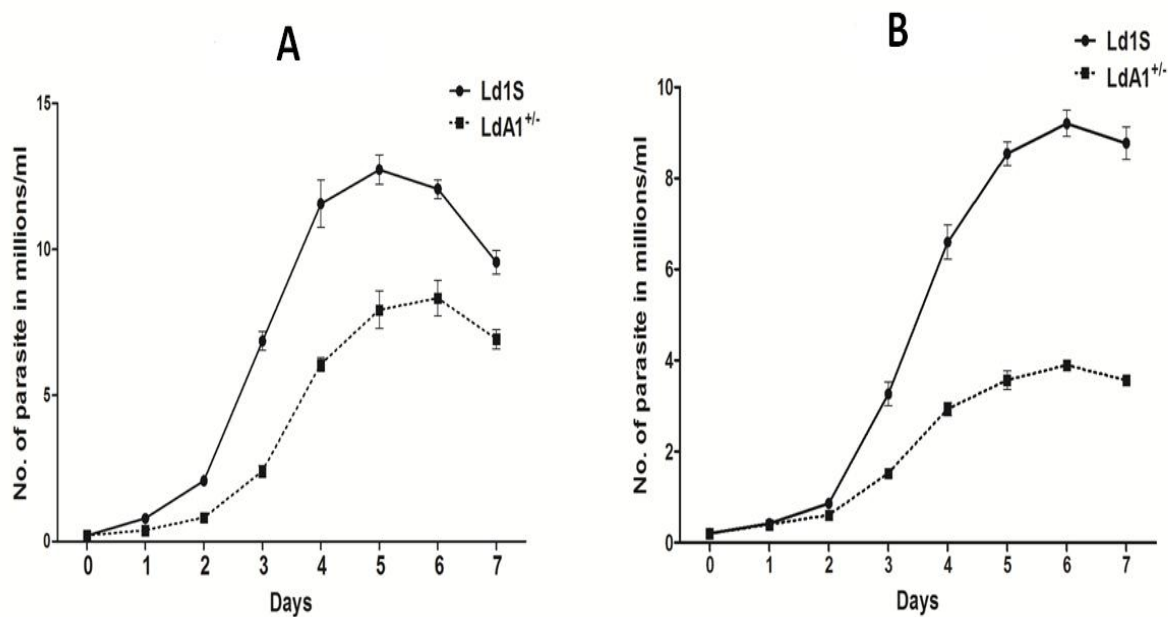 A
Ld1S
LdA1+/-
15
10
5
0
No. of parasite in millions/ml
0 1 2 3 4 5 6 7
Days
B
Ld1S
LdA1+/-
10
8
6
4
2
0
No. of parasite in millions/ml
0 1 2 3 4 5 6 7
Days